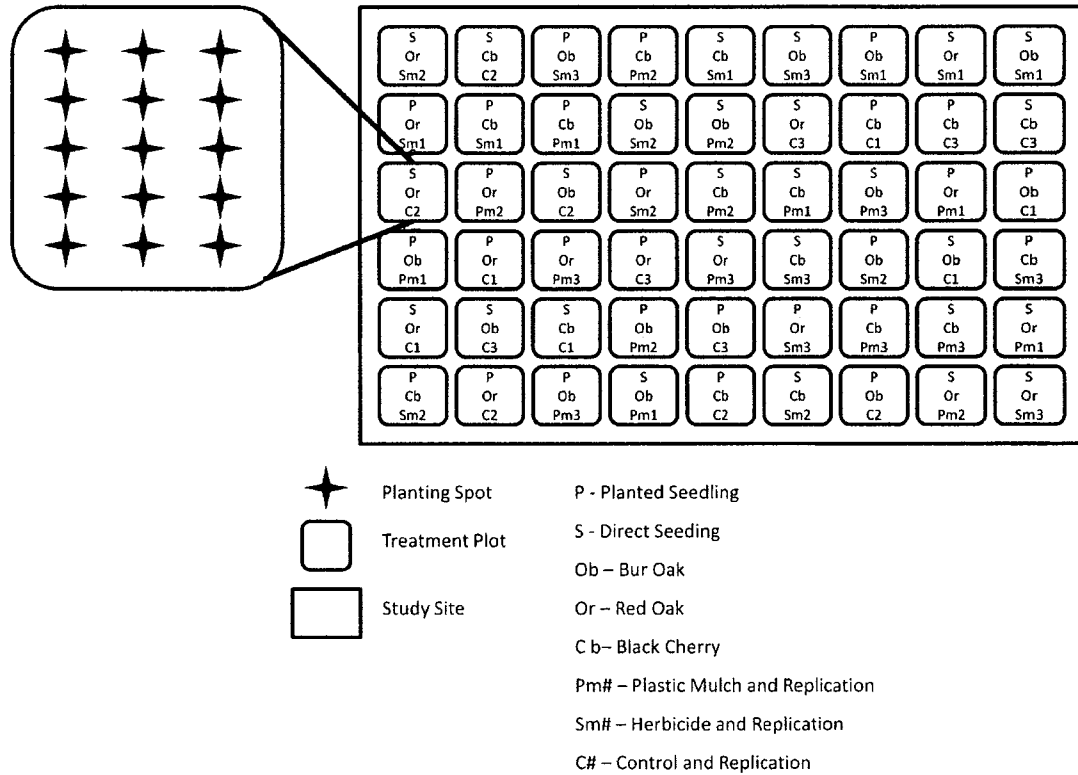 S S P P S S P S S
Or Cb Ob Cb Cb Ob Ob Or Ob
Sm2 C2 Sm3 Pm2 Sm1 Sm3 Sm1 Sm1 Sm1
P P P S S S P P S
Or Cb Cb Ob Ob Or Cb Cb Cb
Sm1 Sm1 Pm1 Sm2 Pm2 C3 C1 C3 C3
S P S P S S S P P
Or Or Ob Or Cb Cb Ob Or Ob
C2 Pm2 C2 Sm2 Pm2 Pm1 Pm3 Pm1 C1
P P P P S S P S P
Ob Or Or Or Or Cb Ob Ob Cb
Pm1 C1 Pm3 C3 Pm3 Sm3 Sm2 C1 Sm3
S S S P P P P S S
Or Ob Cb Ob Ob Or Cb Cb Or
C1 C3 C1 Pm2 C3 Sm3 Pm3 Pm3 Pm1
P P P S P S P S S
Cb Or Ob Ob Cb Cb Ob Or Or
Sm2 C2 Pm3 Pm1 C2 Sm2 C2 Pm2 Sm3
Planting Spot
Treatment Plot
Study Site
P - Planted Seedling
S - Direct Seeding
Ob – Bur Oak
Or – Red Oak
C b– Black Cherry
Pm# – Plastic Mulch and Replication
Sm# – Herbicide and Replication
C# – Control and Replication